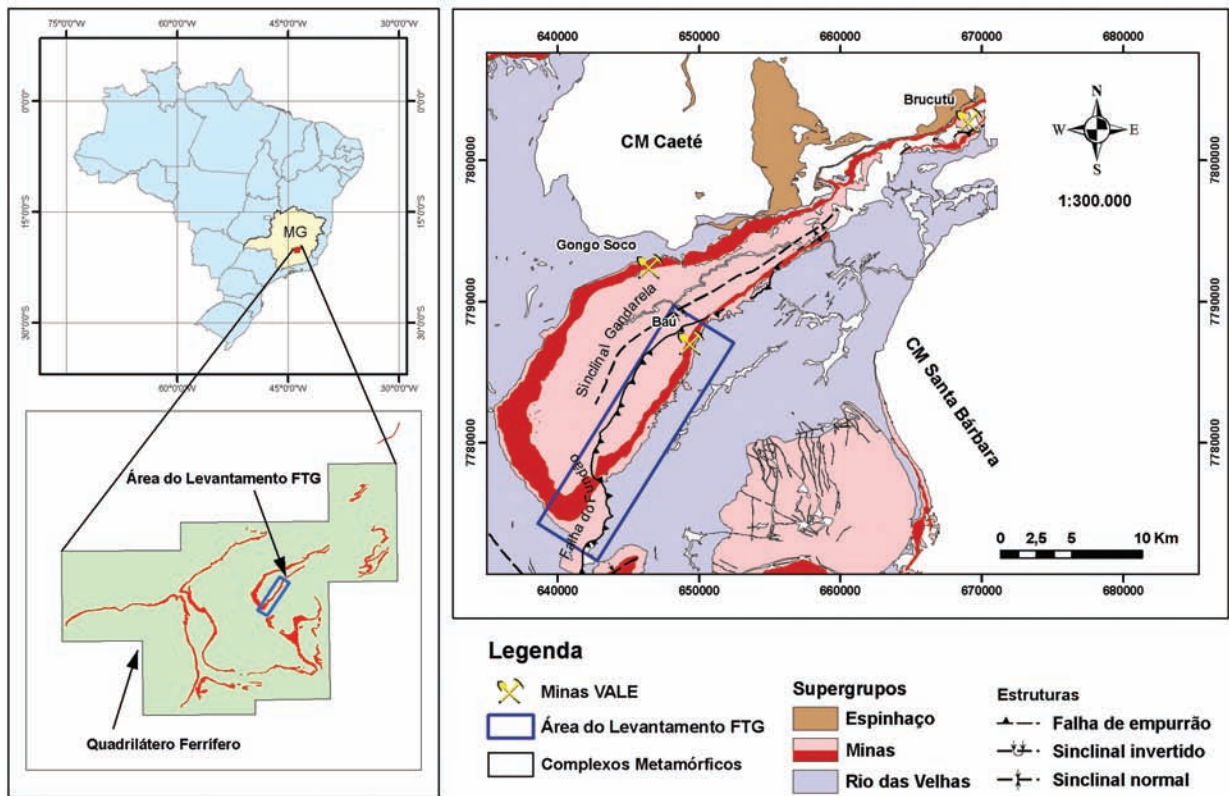 75°0'0"W
60°0'0"W
45°0'0"W
30°0'0"W
0°0'0"
0°0'0"
15°0'0"S
15°0'0"S
30°0'0"S
30°0'0"S
MG
75°0'0"W
60°0'0"W
45°0'0"W
30°0'0"W
Área do Levantamento FTG
Quadrilátero Ferrífero
640000
650000
660000
670000
680000
7800000
7800000
7790000
7790000
7780000
7780000
CM Caeté
Brucutú
N
W
E
S
1:300.000
Gongo Soco
Sinclinal Gandarela
Baú
CM Santa Bárbara
Falha do Fundão
0
2,5
5
10 Km
640000
650000
660000
670000
680000
Legenda
Minas VALE
Área do Levantamento FTG
Complexos Metamórficos
Supergrupos
Espinhaço
Minas
Rio das Velhas
Estruturas
Falha de empurrão
Sinclinal invertido
Sinclinal normal